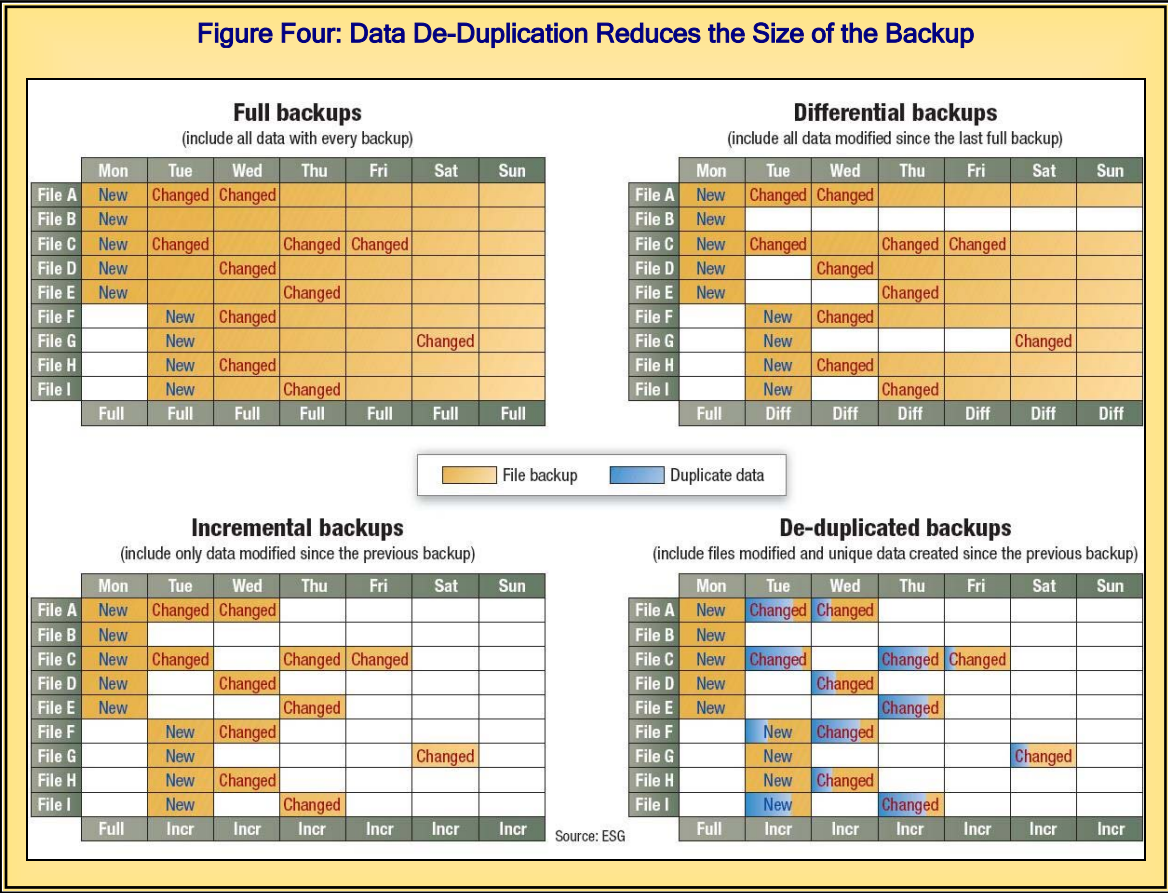 Figure Four: Data De-Duplication Reduces the Size of the Backup
Full backups
(include all data with every backup)
Mon Tue Wed Thu Fri Sat Sun
File A New Changed Changed
File B New
File C New Changed Changed Changed
File D New Changed
File E New Changed
File F New Changed
File G New Changed
File H New Changed
File I New Changed
Full Full Full Full Full Full Full
Differential backups
(include all data modified since the last full backup)
Mon Tue Wed Thu Fri Sat Sun
File A New Changed Changed
File B New
File C New Changed Changed Changed
File D New Changed
File E New Changed
File F New Changed
File G New Changed
File H New Changed
File I New Changed
Full Diff Diff Diff Diff Diff Diff
File backup Duplicate data
Incremental backups
(include only data modified since the previous backup)
Mon Tue Wed Thu Fri Sat Sun
File A New Changed Changed
File B New
File C New Changed Changed Changed
File D New Changed
File E New Changed
File F New Changed
File G New Changed
File H New Changed
File I New Changed
Full Incr Incr Incr Incr Incr Incr
Source: ESG
De-duplicated backups
(include files modified and unique data created since the previous backup)
Mon Tue Wed Thu Fri Sat Sun
File A New Changed Changed
File B New
File C New Changed Changed Changed
File D New Changed
File E New Changed
File F New Changed
File G New Changed
File H New Changed
File I New Changed
Full Incr Incr Incr Incr Incr Incr